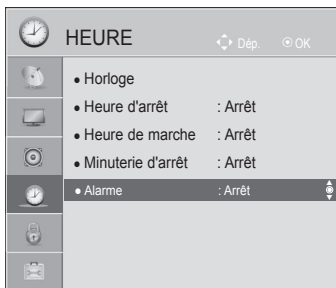 HEURE Dép. OK
• Horloge
• Heure d'arrêt : Arrêt
• Heure de marche : Arrêt
• Minuterie d'arrêt : Arrêt
• Alarme : Arrêt